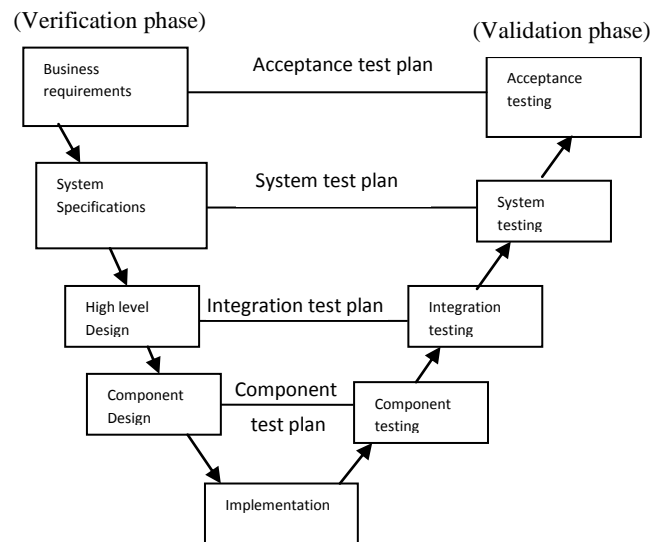 (Verification phase)
(Validation phase)
Business
requirements
Acceptance test plan
Acceptance
testing
System
Specifications
System test plan
System
testing
High level
Design
Integration test plan
Integration
testing
Component
Design
Component
test plan
Component
testing
Implementation